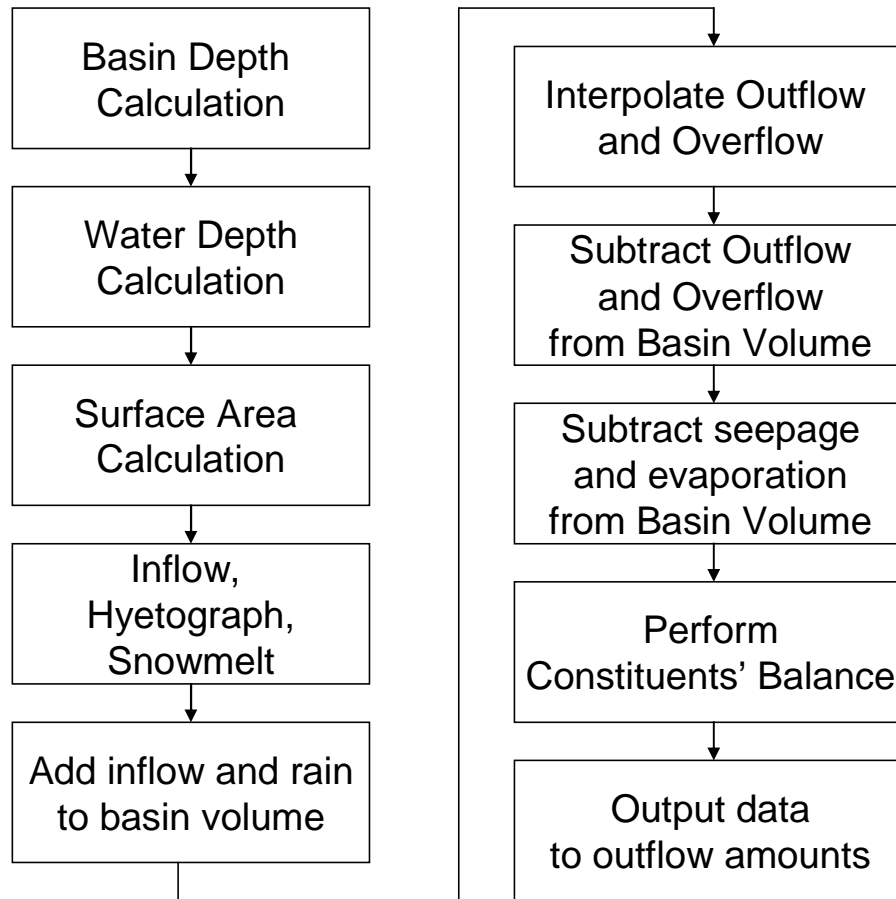 Basin Depth
Calculation
Water Depth
Calculation
Surface Area
Calculation
Inflow,
Hyetograph,
Snowmelt
Add inflow and rain
to basin volume
Interpolate Outflow
and Overflow
Subtract Outflow
and Overflow
from Basin Volume
Subtract seepage
and evaporation
from Basin Volume
Perform
Constituents’ Balance
Output data
to outflow amounts